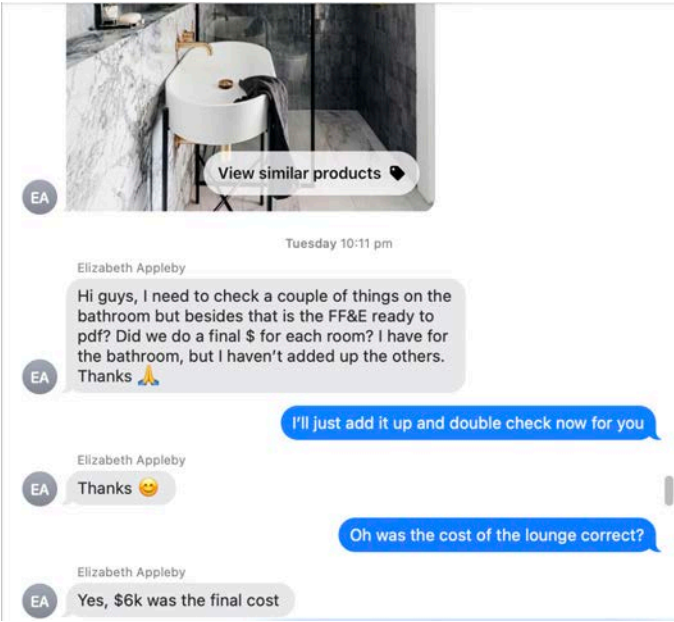 View similar products
EA
Tuesday 10:11 pm
Elizabeth Appleby
Hi guys, I need to check a couple of things on the
bathroom but besides that is the FF&E ready to
pdf? Did we do a final $ for each room? I have for
the bathroom, but I haven’t added up the others.
Thanks 🙏
EA
I’ll just add it up and double check now for you
Elizabeth Appleby
EA
Thanks 😊
Oh was the cost of the lounge correct?
Elizabeth Appleby
EA
Yes, $6k was the final cost